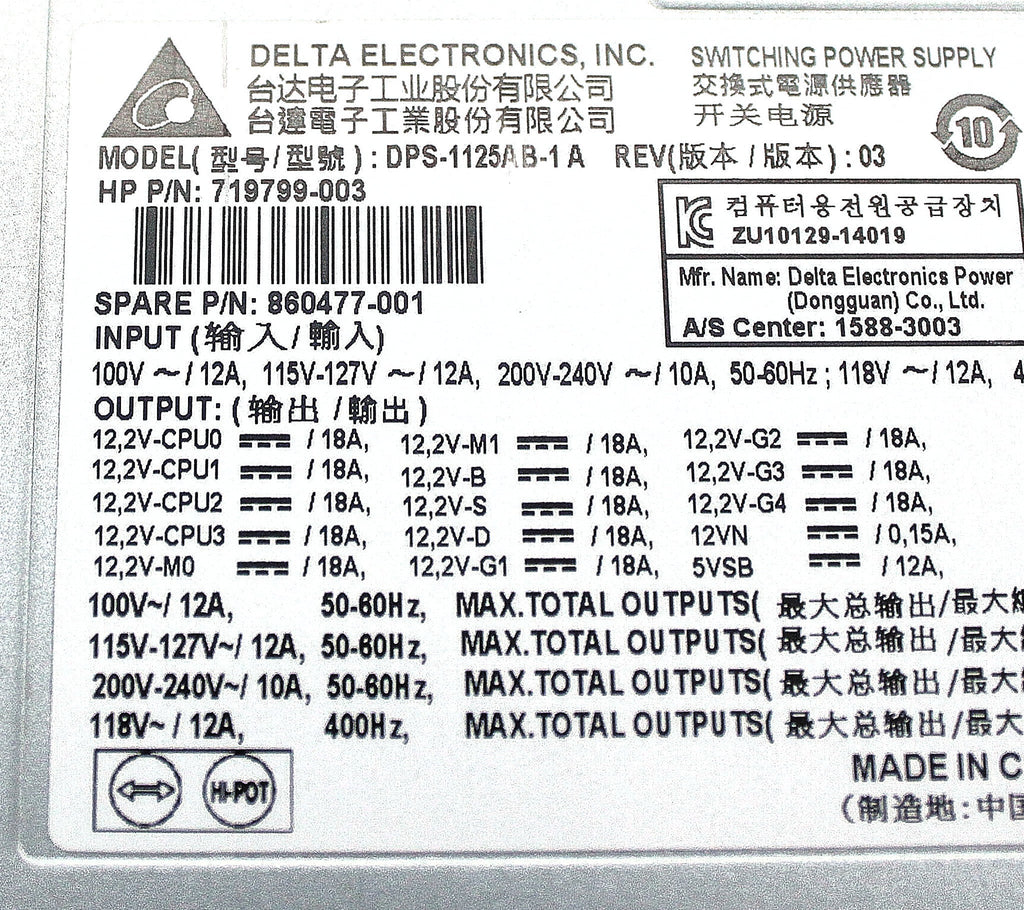 DELTA ELECTRONICS, INC.
台达电子工业股份有限公司
台達電子工業股份有限公司
SWITCHING POWER SUPPLY
交換式電源供應器
开关电源
10
MODEL(型号/型號):DPS-1125AB-1 A REV(版本/版本):03
HP P/N: 719799-003
컴퓨터용전원공급장치
ZU10129-14019
Mfr. Name: Delta Electronics Power
(Dongguan) Co., Ltd.
A/S Center: 1588-3003
SPARE P/N: 860477-001
INPUT (输入/輸入)
100V ～/ 12A, 115V-127V ～/ 12A, 200V-240V ～/ 10A, 50-60Hz ; 118V ～/ 12A, 4
OUTPUT: (输出/輸出)
12,2V-CPU0 ⎓ / 18A, 12,2V-M1 ⎓ / 18A, 12,2V-G2 ⎓ / 18A,
12,2V-CPU1 ⎓ / 18A, 12,2V-B ⎓ / 18A, 12,2V-G3 ⎓ / 18A,
12,2V-CPU2 ⎓ / 18A, 12,2V-S ⎓ / 18A, 12,2V-G4 ⎓ / 18A,
12,2V-CPU3 ⎓ / 18A, 12,2V-D ⎓ / 18A, 12VN ⎓ / 0,15A,
12,2V-M0 ⎓ / 18A, 12,2V-G1 ⎓ / 18A, 5VSB ⎓ / 12A,
100V~/ 12A, 50-60Hz, MAX.TOTAL OUTPUTS(最大总输出/最大
115V-127V~/ 12A, 50-60Hz, MAX.TOTAL OUTPUTS(最大总输出/最大
200V-240V~/ 10A, 50-60Hz, MAX.TOTAL OUTPUTS(最大总输出/最大
118V~ / 12A, 400Hz, MAX.TOTAL OUTPUTS(最大总输出/最大
HI-POT
MADE IN C
(制造地:中国